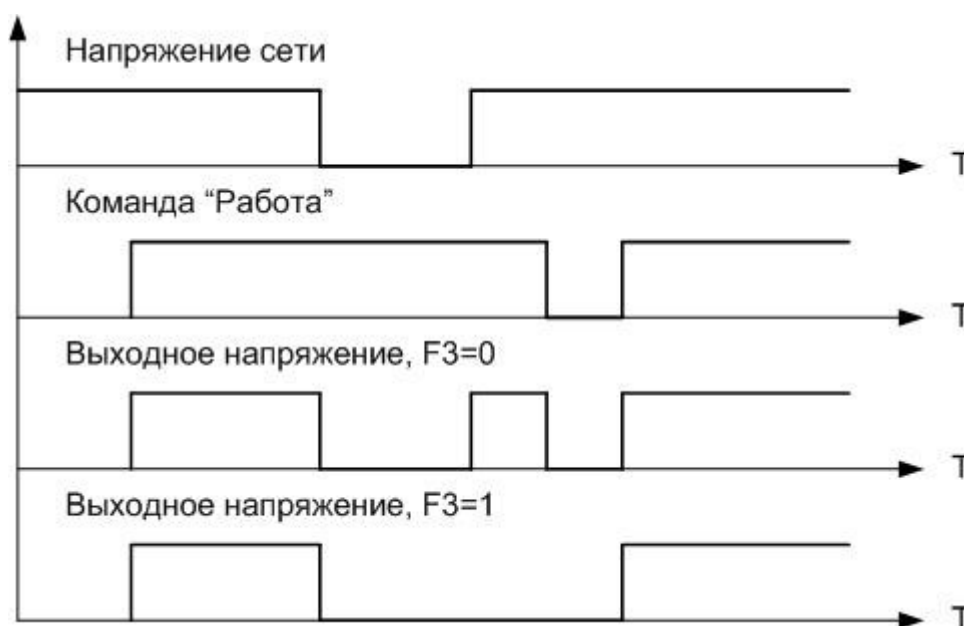 Напряжение сети
T
Команда “Работа”
T
Выходное напряжение, F3=0
T
Выходное напряжение, F3=1
T